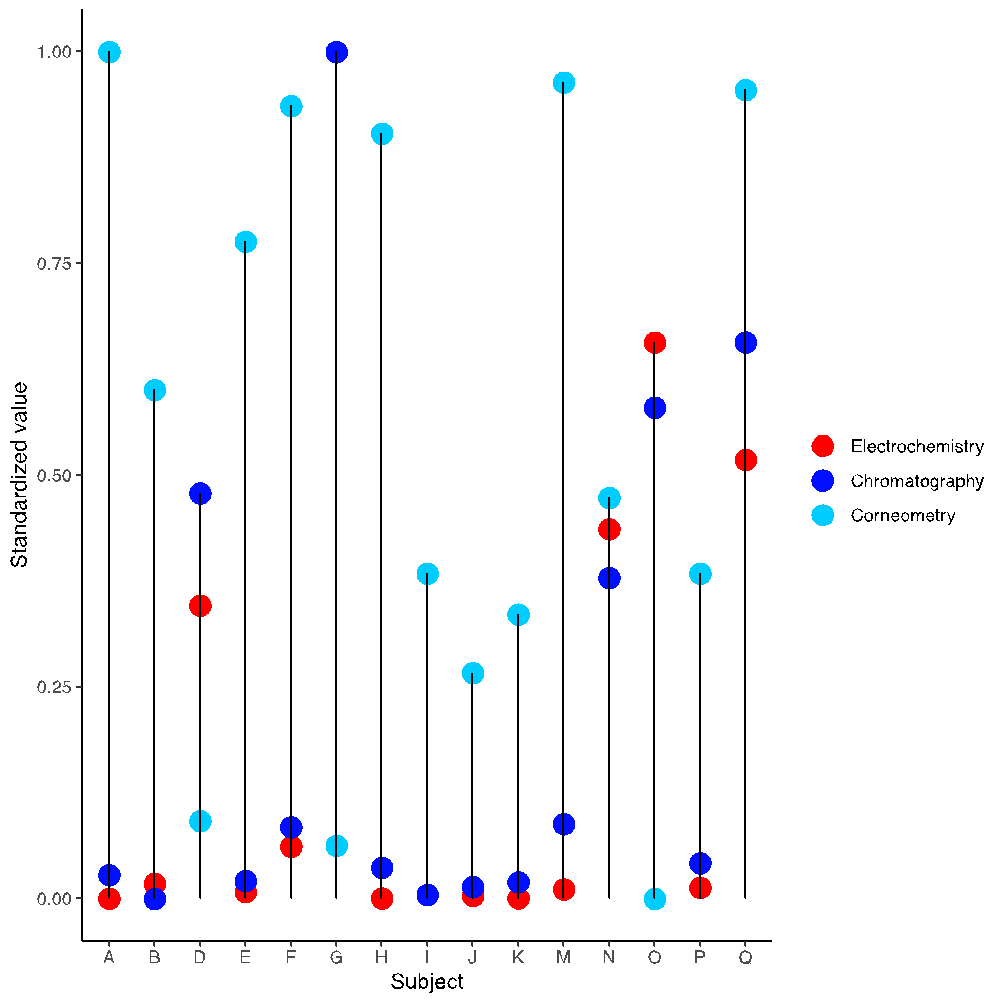 1.00
0.75
0.50
0.25
0.00
Standardized value
A B D E F G H I J K M N O P Q
Subject
Electrochemistry
Chromatography
Corneometry